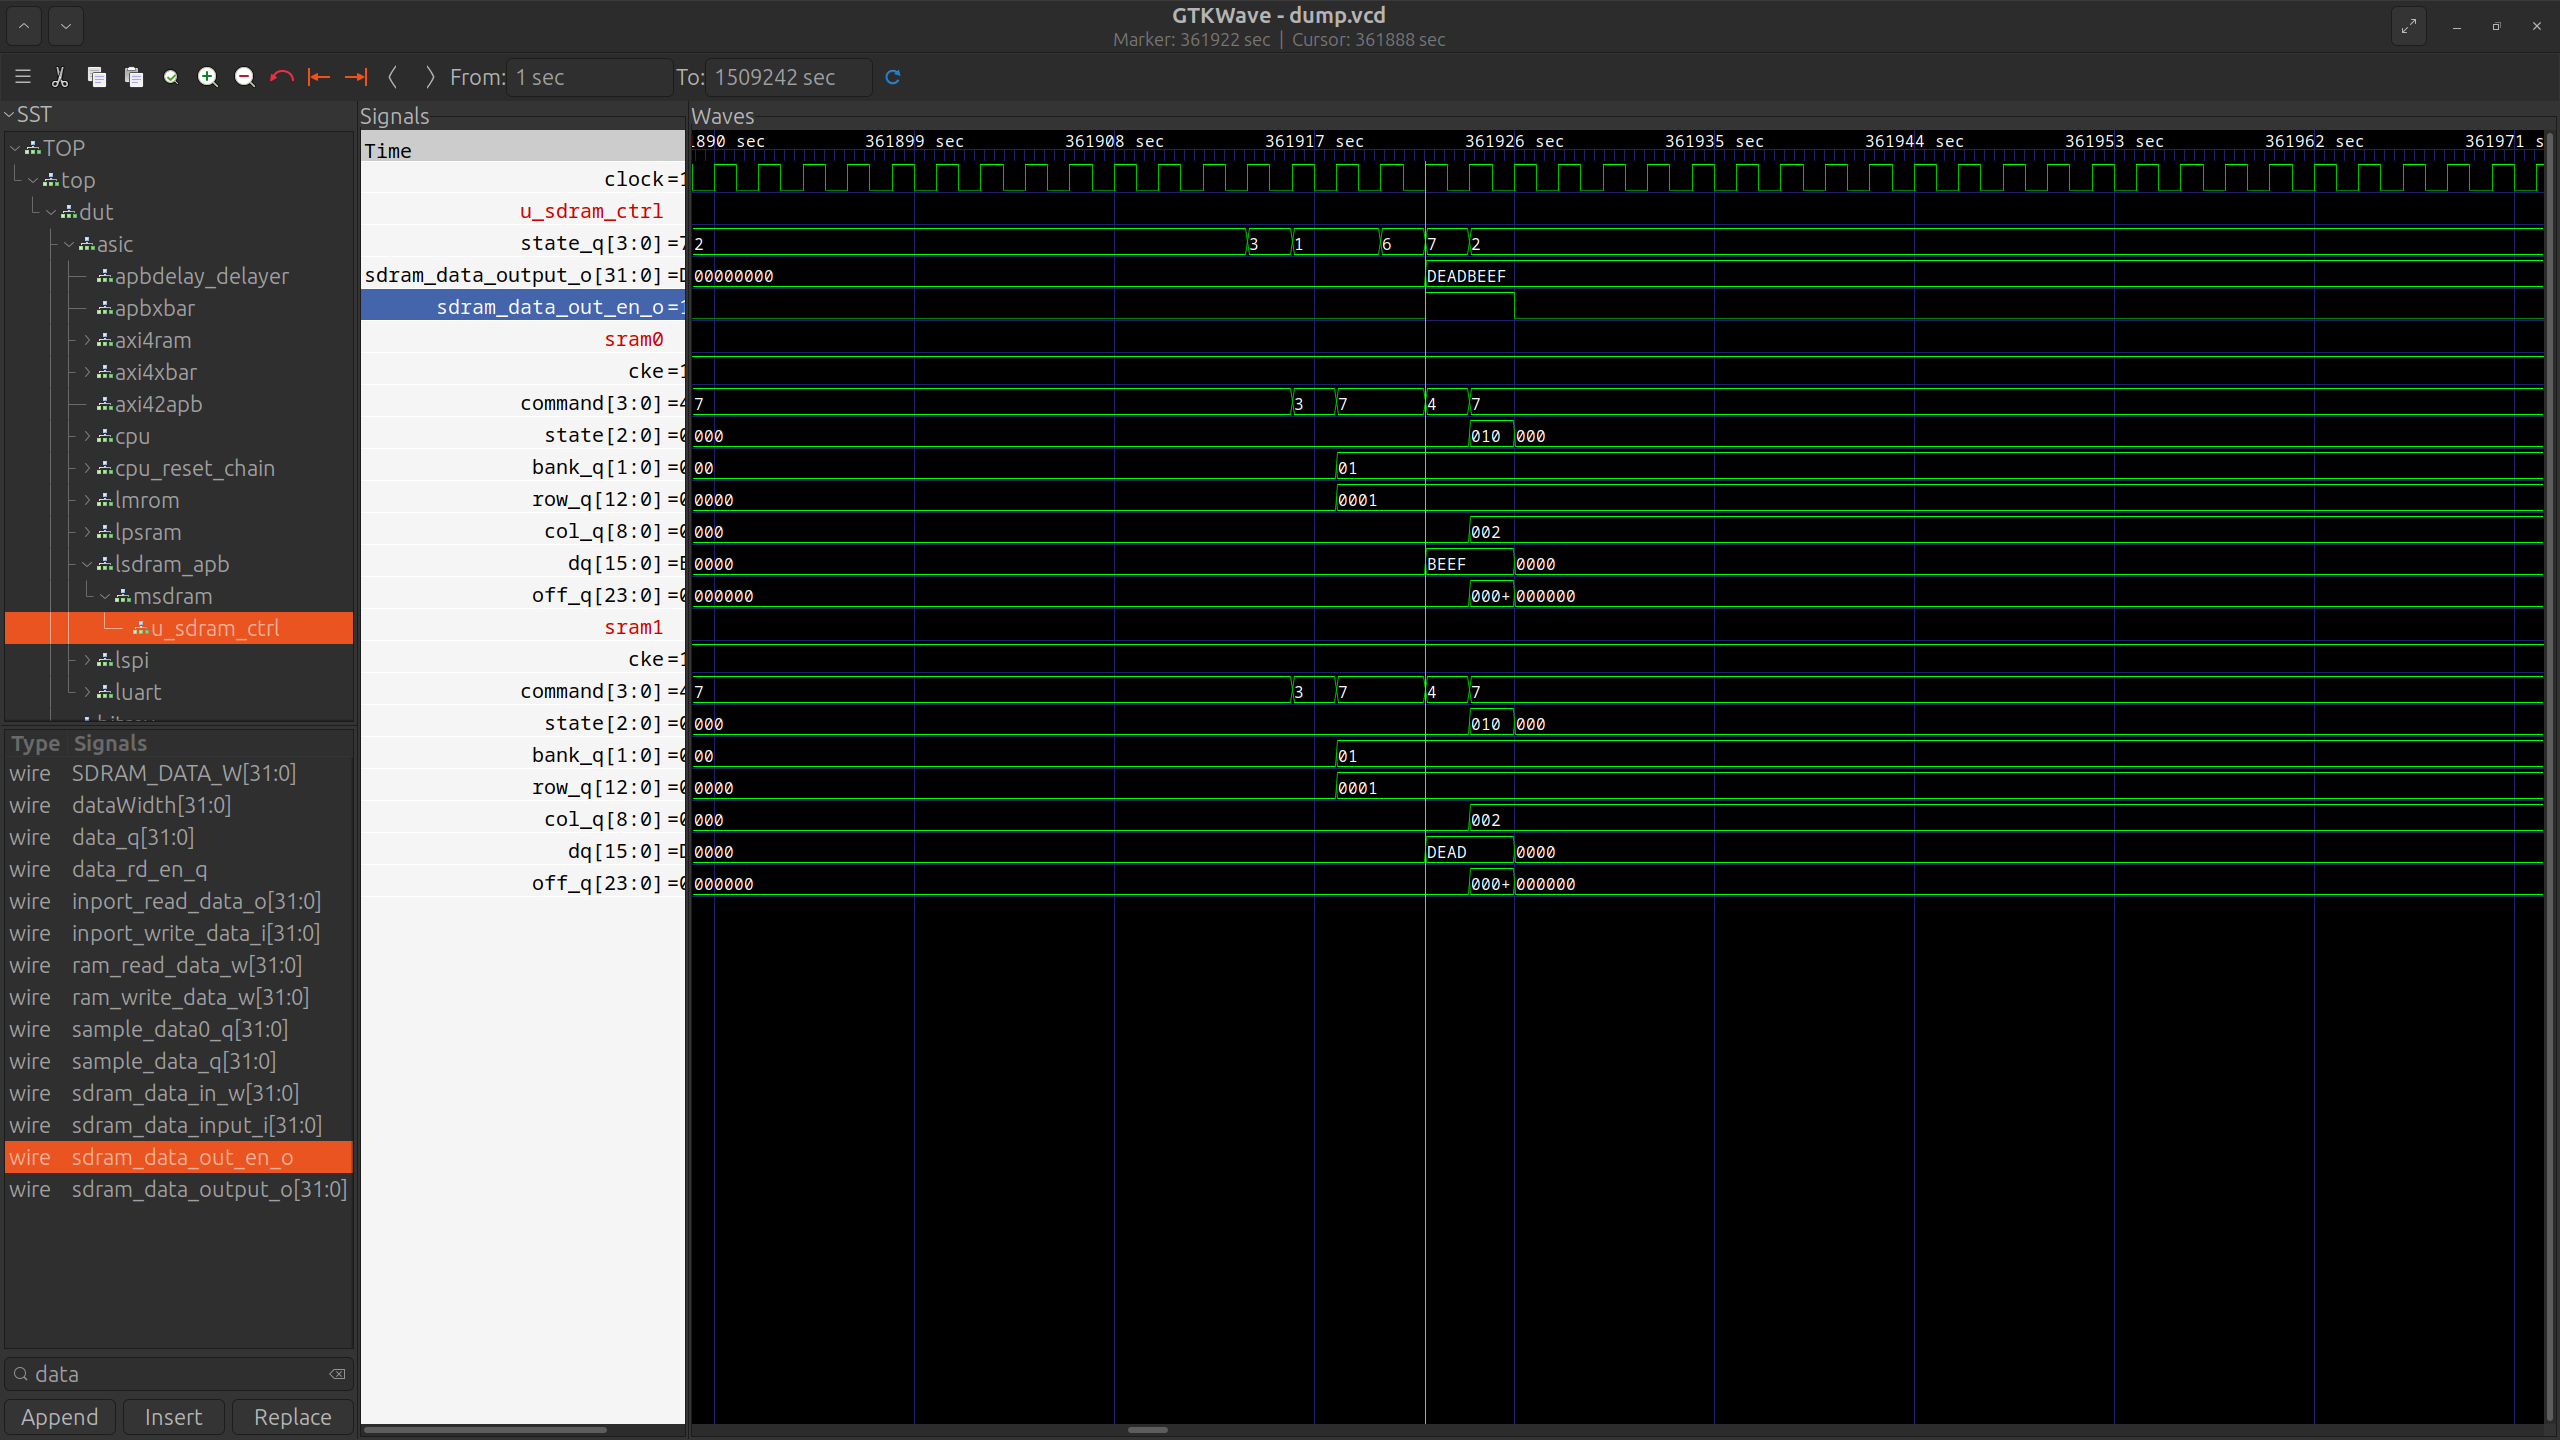 GTKWave - dump.vcd
Marker: 361922 sec | Cursor: 361888 sec
From: 1 sec To: 1509242 sec
SST
TOP
top
dut
asic
apbdelay_delayer
apbxbar
axi4ram
axi4xbar
axi42apb
cpu
cpu_reset_chain
lmrom
lpsram
lsdram_apb
msdram
u_sdram_ctrl
lspi
luart
Type Signals
wire SDRAM_DATA_W[31:0]
wire dataWidth[31:0]
wire data_q[31:0]
wire data_rd_en_q
wire inport_read_data_o[31:0]
wire inport_write_data_i[31:0]
wire ram_read_data_w[31:0]
wire ram_write_data_w[31:0]
wire sample_data0_q[31:0]
wire sample_data_q[31:0]
wire sdram_data_in_w[31:0]
wire sdram_data_input_i[31:0]
wire sdram_data_out_en_o
wire sdram_data_output_o[31:0]
data
Append Insert Replace
Signals
Time
clock=1
u_sdram_ctrl
state_q[3:0]=7
sdram_data_output_o[31:0]=D
sdram_data_out_en_o=1
sram0
cke=1
command[3:0]=4
state[2:0]=0
bank_q[1:0]=0
row_q[12:0]=0
col_q[8:0]=0
dq[15:0]=B
off_q[23:0]=0
sram1
cke=1
command[3:0]=4
state[2:0]=0
bank_q[1:0]=0
row_q[12:0]=0
col_q[8:0]=0
dq[15:0]=D
off_q[23:0]=0
Waves
.890 sec 361899 sec 361908 sec 361917 sec 361926 sec 361935 sec 361944 sec 361953 sec 361962 sec 361971 s
2 3 1 6 7 2
00000000 DEADBEEF
7 3 7 4 7
000 010 000
00 01
0000 0001
000 002
0000 BEEF 0000
000000 000+ 000000
7 3 7 4 7
000 010 000
00 01
0000 0001
000 002
0000 DEAD 0000
000000 000+ 000000